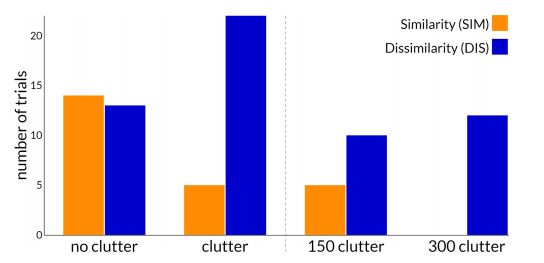 Similarity (SIM)
Dissimilarity (DIS)
number of trials
20
15
10
5
0
no clutter
clutter
150 clutter
300 clutter